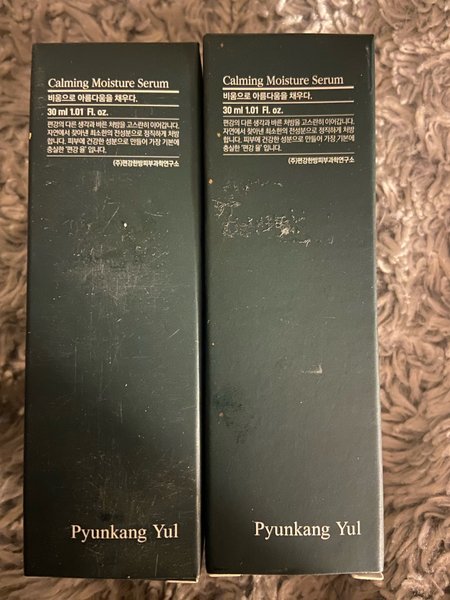 Calming Moisture Serum
비움으로 아름다움을 채우다.
30 ml 1.01 Fl. oz.
편강의 다른 생각과 바른 처방을 고스란히 이어갑니다.
자연에서 찾아낸 최소한의 전성분으로 정직하게 처방
합니다. 피부에 건강한 성분으로 만들어 가장 기본에
충실한 '편강 율' 입니다.
(주)편강한방피부과학연구소
Pyunkang Yul
Calming Moisture Serum
비움으로 아름다움을 채우다.
30 ml 1.01 Fl. oz.
편강의 다른 생각과 바른 처방을 고스란히 이어갑니다.
자연에서 찾아낸 최소한의 전성분으로 정직하게 처방
합니다. 피부에 건강한 성분으로 만들어 가장 기본에
충실한 '편강 율' 입니다.
(주)편강한방피부과학연구소
Pyunkang Yul